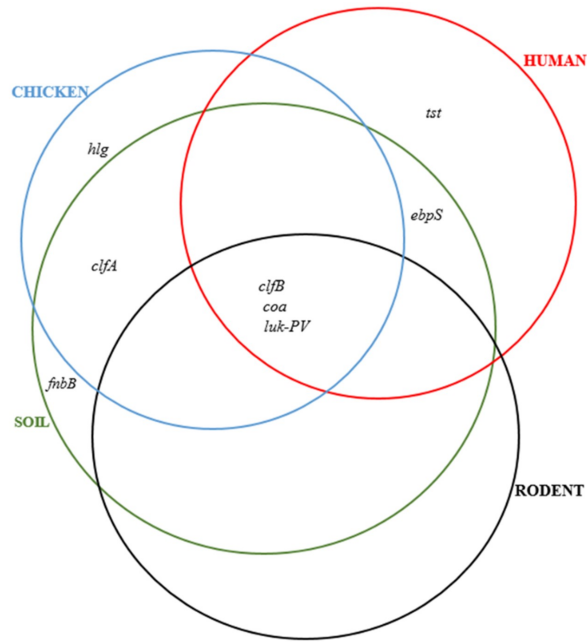 HUMAN
CHICKEN
tst
hlg
ebpS
clfA
clfB
coa
luk-PV
fnbB
SOIL
RODENT